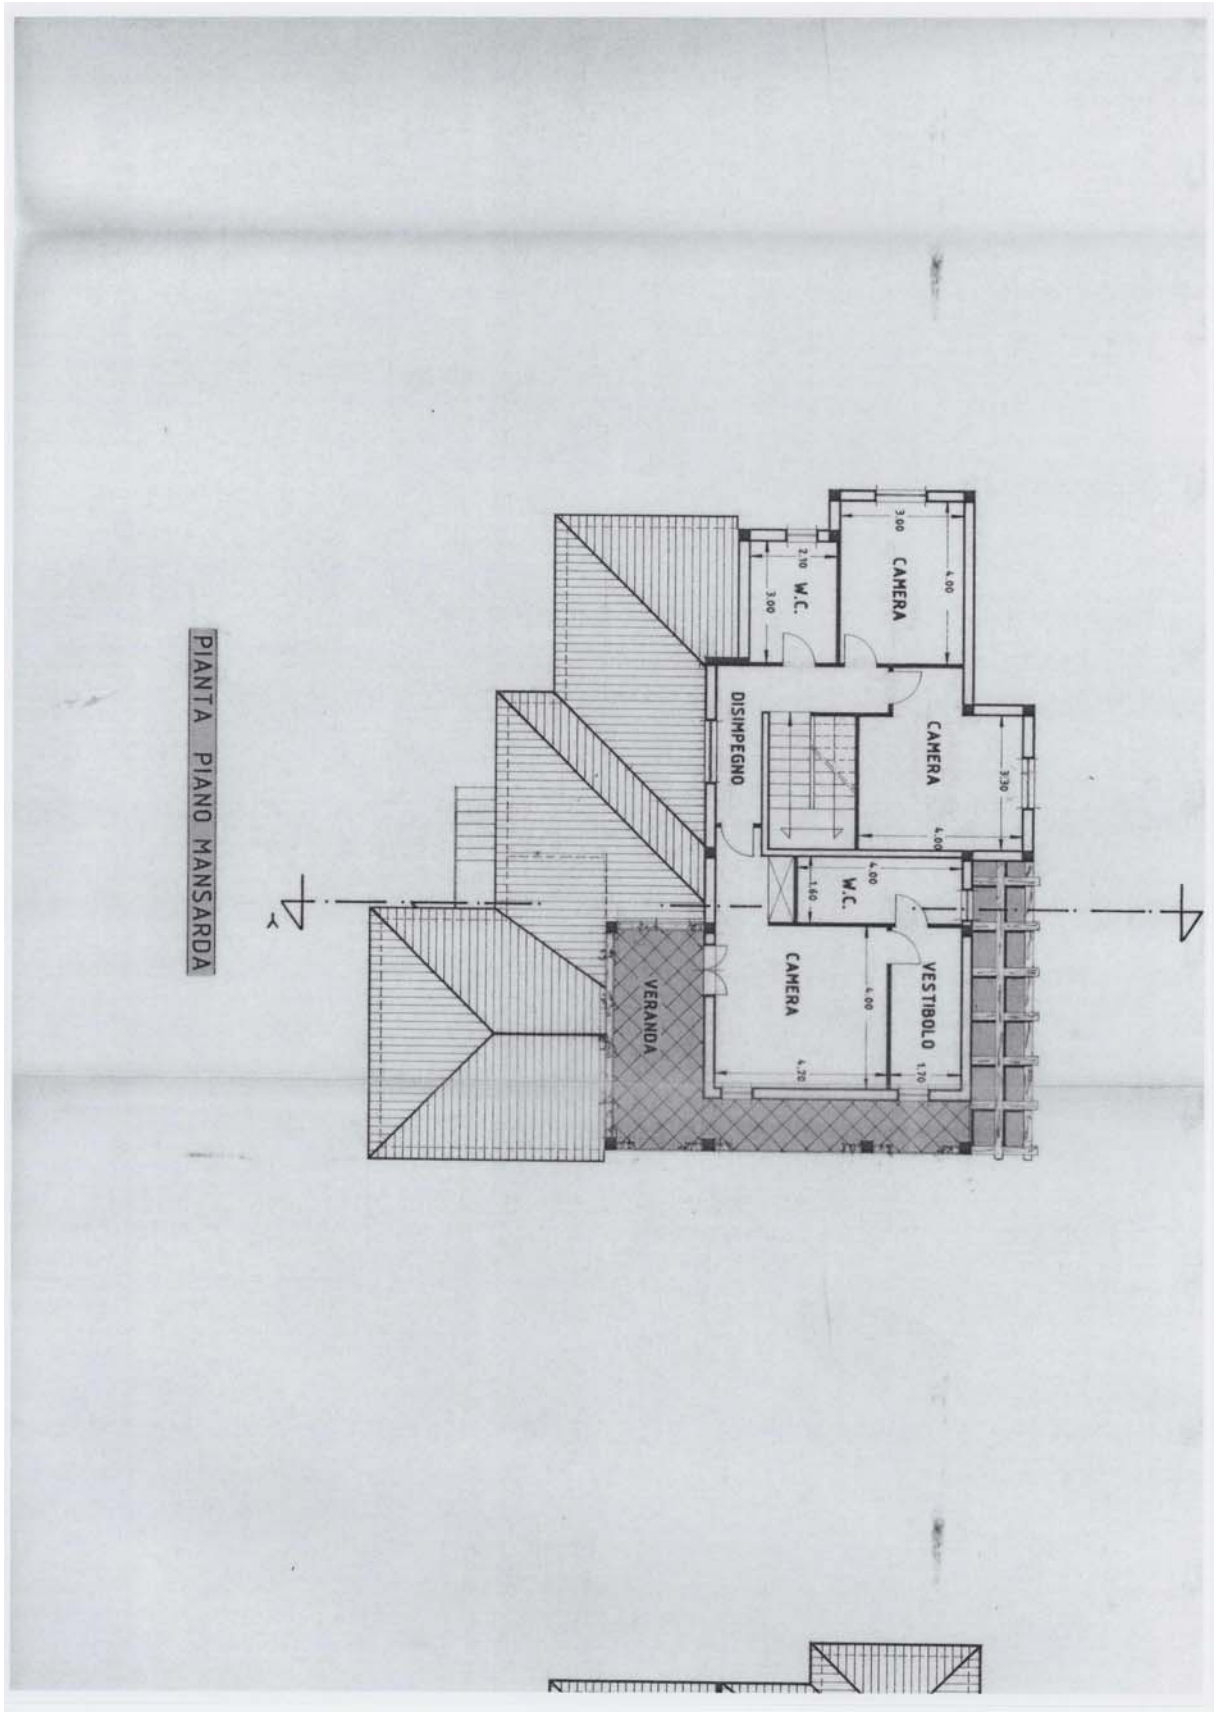 3.00
4.00
CAMERA
2.10
3.00
W.C.
CAMERA
3.30
4.00
DISIMPEGNO
4.00
1.60
W.C.
CAMERA
4.00
4.20
VESTIBOLO
1.70
VERANDA
PIANTA PIANO MANSARDA